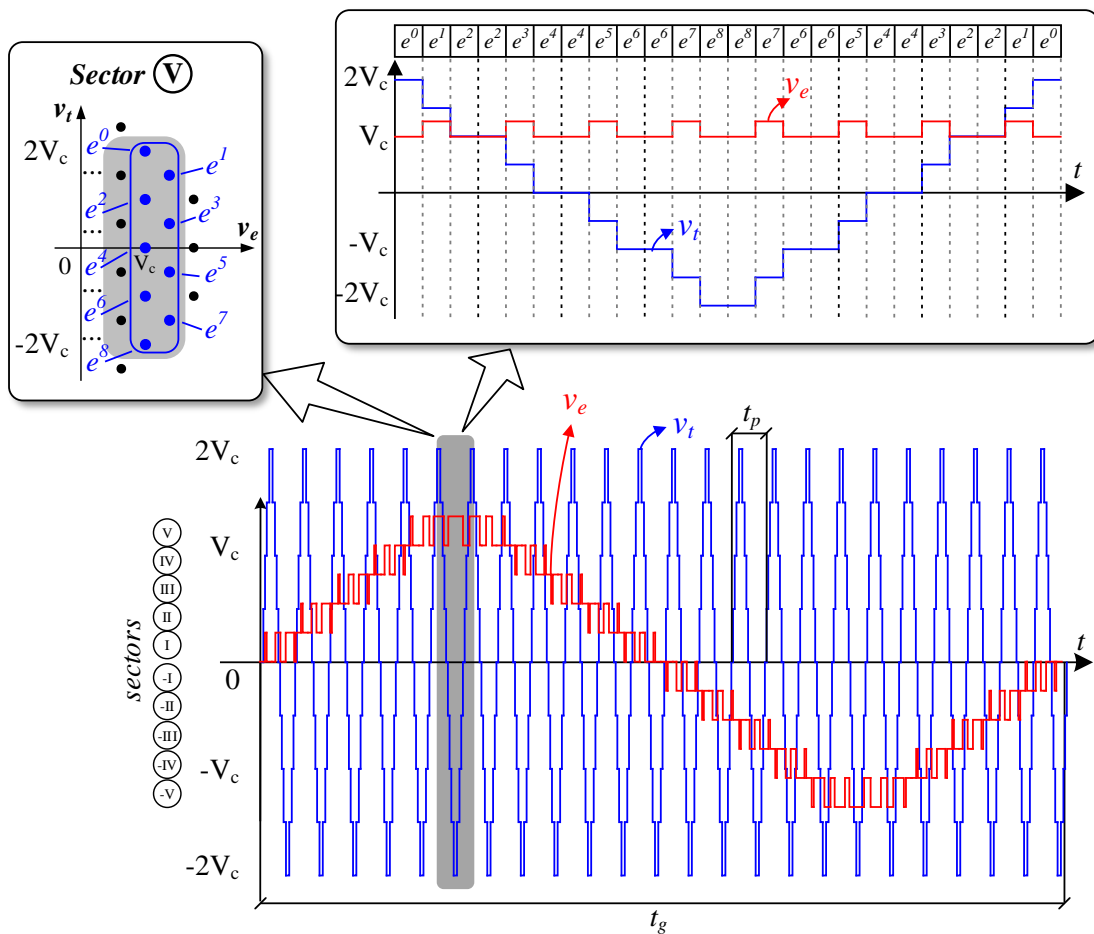 Sector V
v_t
e^0
2V_c
e^1
...
e^2
e^3
...
v_e
0
e^4
V_c
e^5
...
e^6
e^7
-2V_c
...
e^8
e^0 e^1 e^2 e^2 e^3 e^4 e^4 e^5 e^6 e^6 e^7 e^8 e^8 e^7 e^6 e^6 e^5 e^4 e^4 e^3 e^2 e^2 e^1 e^0
2V_c
v_e
V_c
t
-V_c
v_t
-2V_c
v_e
v_t
t_p
2V_c
V_c
0
-V_c
-2V_c
t
sectors
V
IV
III
II
I
-I
-II
-III
-IV
-V
t_g